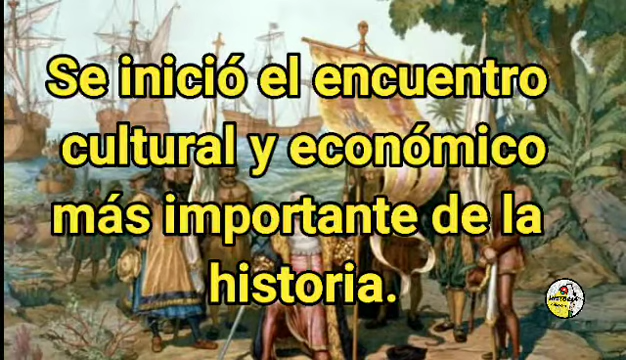 Se inició el encuentro
cultural y económico
más importante de la
historia.